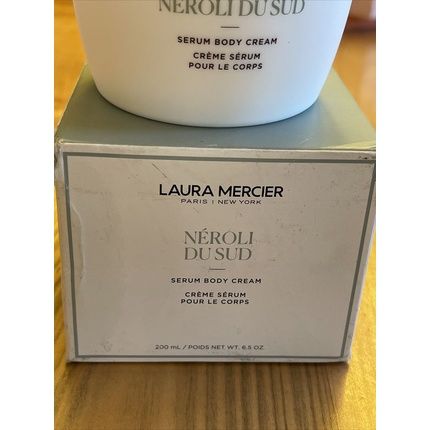 NÉROLI DU SUD
SERUM BODY CREAM
CRÈME SÉRUM
POUR LE CORPS
LAURA MERCIER
PARIS | NEW YORK
NÉROLI
DU SUD
SERUM BODY CREAM
CRÈME SÉRUM
POUR LE CORPS
200 mL / POIDS NET WT. 6.5 OZ.